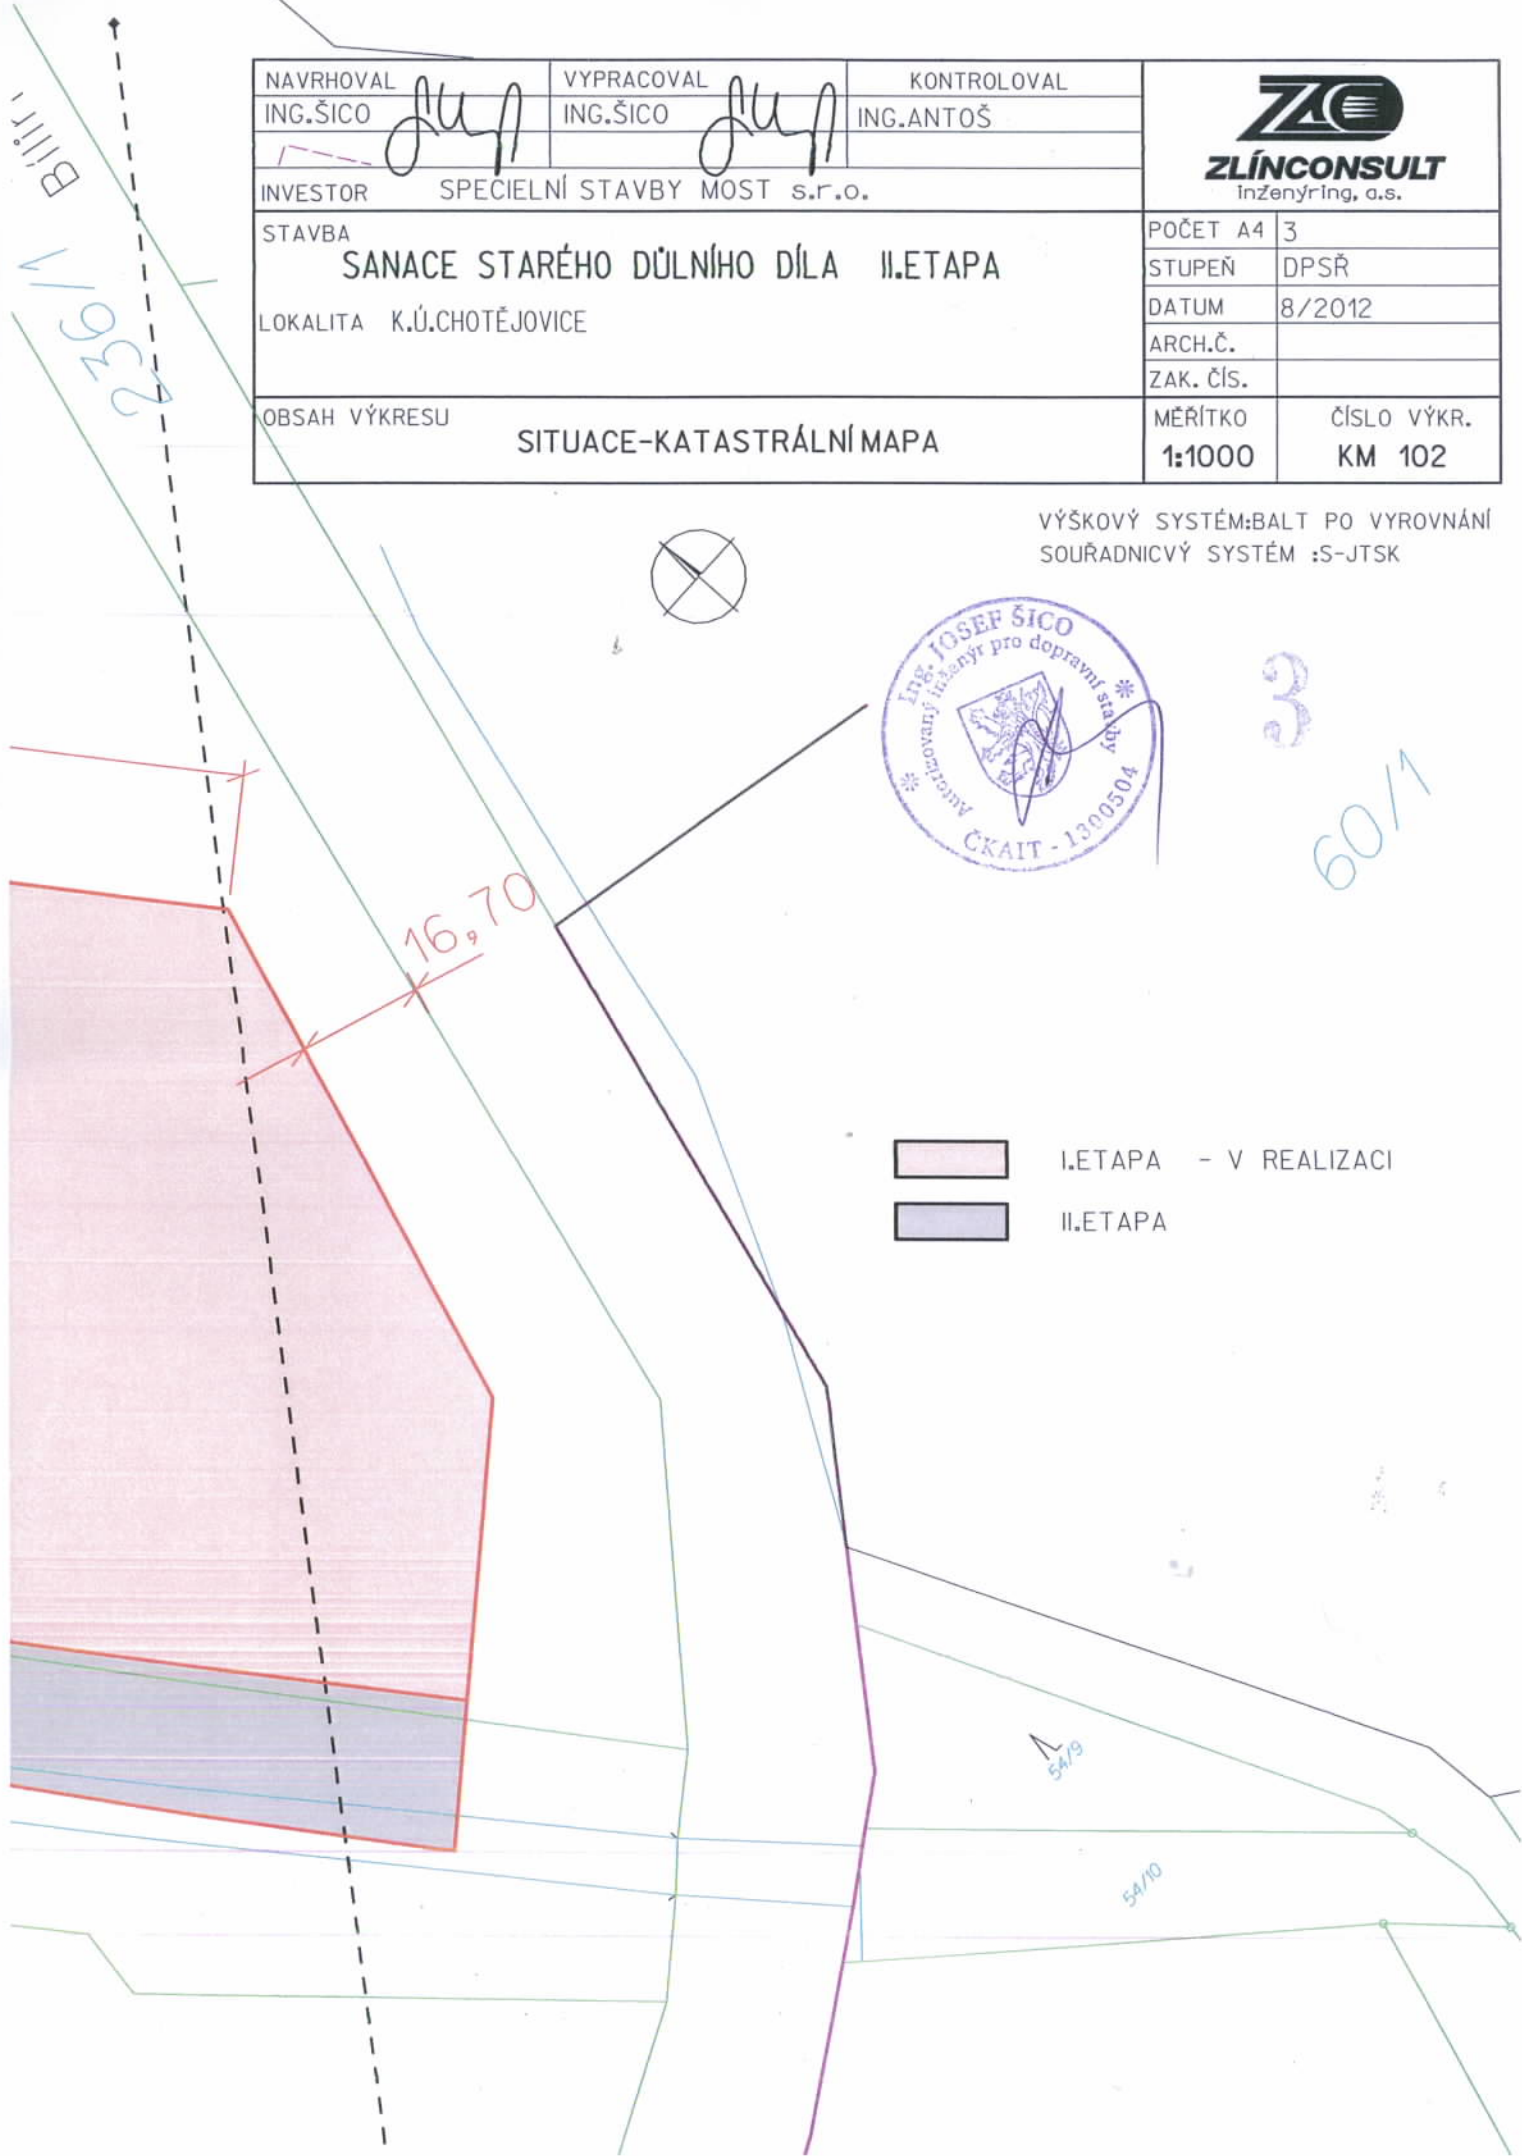 NAVRHOVAL VYPRACOVAL KONTROLOVAL
ING.ŠICO ING.ŠICO ING.ANTOŠ
INVESTOR SPECIELNÍ STAVBY MOST s.r.o.
ZLÍNCONSULT
inženýring, a.s.
STAVBA
SANACE STARÉHO DŮLNÍHO DÍLA II.ETAPA
LOKALITA K.Ú.CHOTĚJOVICE
POČET A4 3
STUPEŇ DPSŘ
DATUM 8/2012
ARCH.Č.
ZAK. ČÍS.
OBSAH VÝKRESU
SITUACE-KATASTRÁLNÍ MAPA
MĚŘÍTKO
1:1000
ČÍSLO VÝKR.
KM 102
VÝŠKOVÝ SYSTÉM:BALT PO VYROVNÁNÍ
SOUŘADNICVÝ SYSTÉM :S-JTSK
236/1
Ing. JOSEF ŠICO
Autorizovaný inženýr pro dopravní stavby
ČKAIT - 1300504
3
60/1
16,70
I.ETAPA - V REALIZACI
II.ETAPA
54/9
54/10